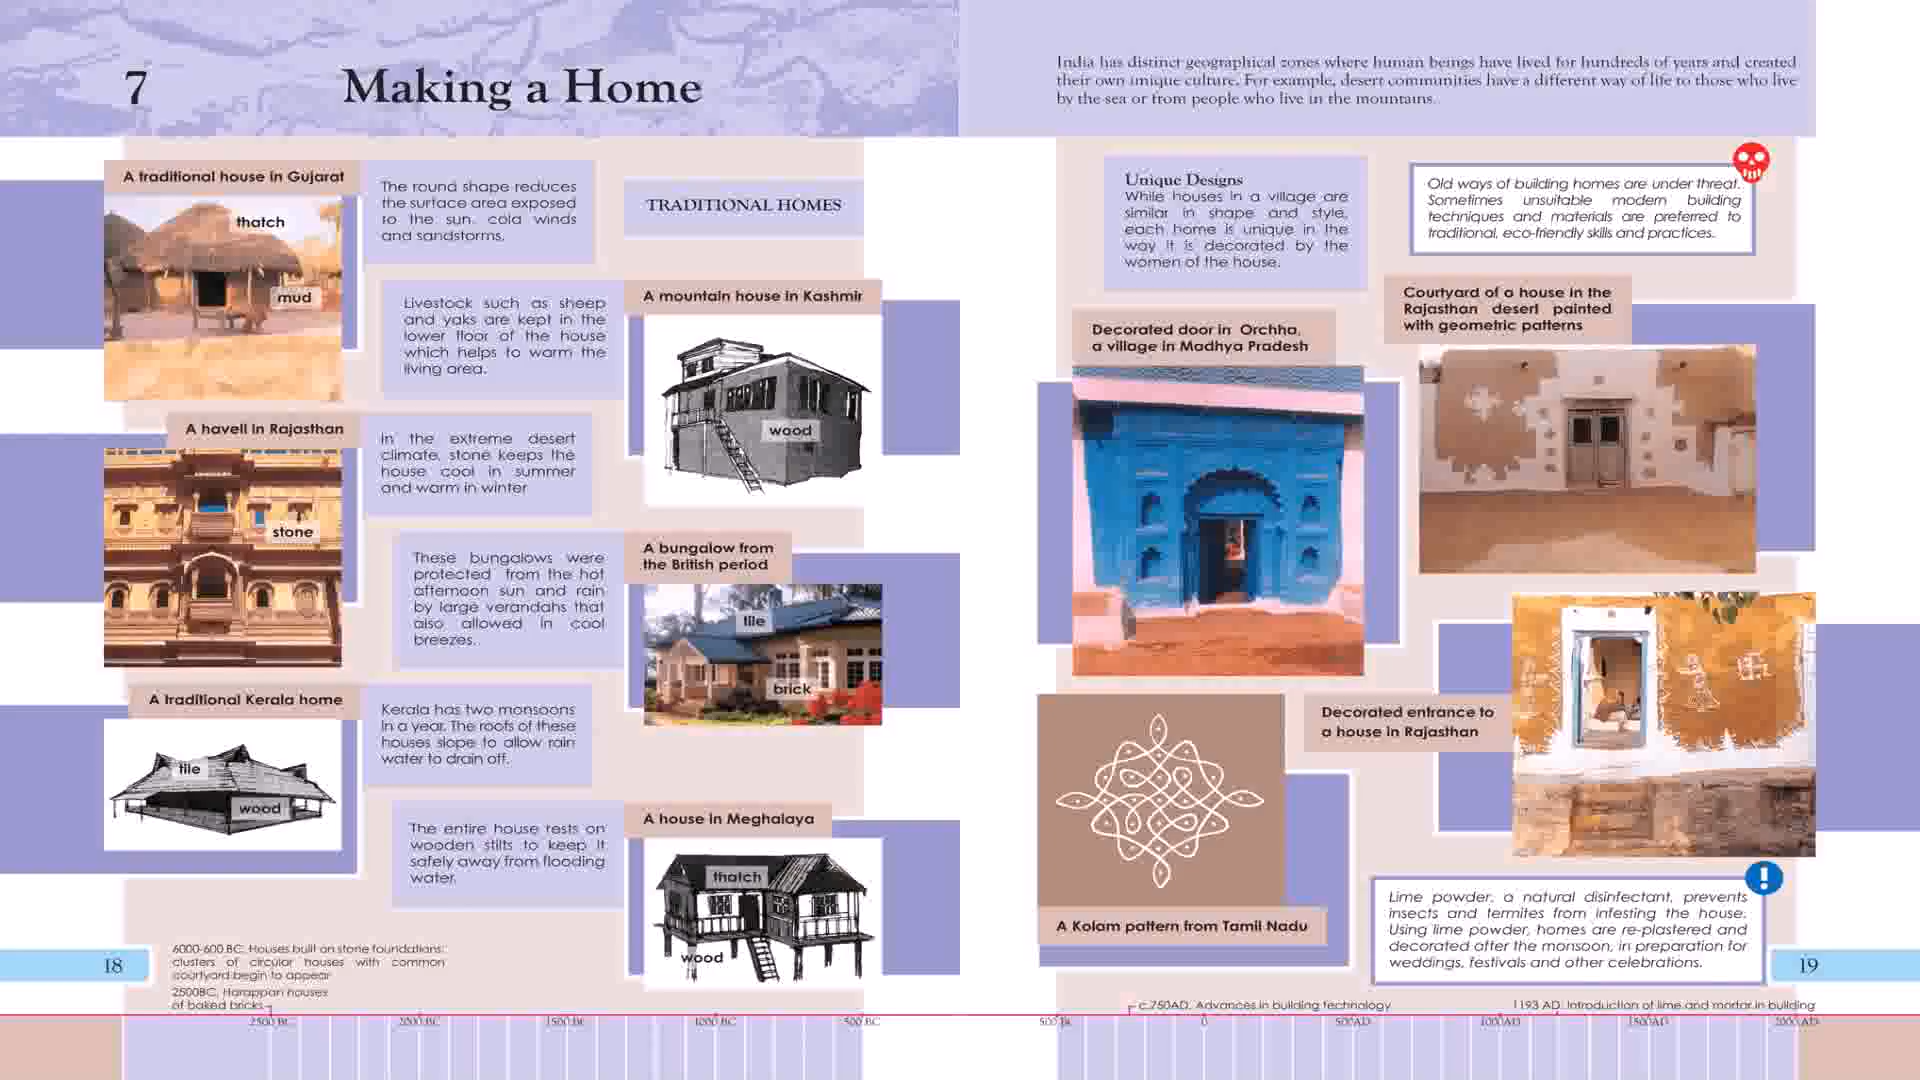 7
Making a Home
India has distinct geographical zones where human beings have lived for hundreds of years and created
their own unique culture. For example, desert communities have a different way of life to those who live
by the sea or from people who live in the mountains.
A traditional house in Gujarat
thatch
mud
The round shape reduces
the surface area exposed
to the sun, cold winds
and sandstorms.
TRADITIONAL HOMES
Livestock such as sheep
and yaks are kept in the
lower floor of the house
which helps to warm the
living area.
A mountain house in Kashmir
wood
A haveli in Rajasthan
stone
In the extreme desert
climate, stone keeps the
house cool in summer
and warm in winter
These bungalows were
protected from the hot
afternoon sun and rain
by large verandahs that
also allowed in cool
breezes.
A bungalow from
the British period
tile
brick
A traditional Kerala home
tile
wood
Kerala has two monsoons
in a year. The roofs of these
houses slope to allow rain
water to drain off.
The entire house rests on
wooden stilts to keep it
safely away from flooding
water.
A house in Meghalaya
thatch
wood
18
6000-600 BC, Houses built on stone foundations;
clusters of circular houses with common
courtyard begin to appear
2500BC, Harappan houses
of baked bricks
2500 BC
2000 BC
1500 BC
1000 BC
500 BC
Unique Designs
While houses in a village are
similar in shape and style,
each home is unique in the
way it is decorated by the
women of the house.
Old ways of building homes are under threat.
Sometimes unsuitable modern building
techniques and materials are preferred to
traditional, eco-friendly skills and practices.
Decorated door in Orchha,
a village in Madhya Pradesh
Courtyard of a house in the
Rajasthan desert painted
with geometric patterns
Decorated entrance to
a house in Rajasthan
A Kolam pattern from Tamil Nadu
!
Lime powder, a natural disinfectant, prevents
insects and termites from infesting the house.
Using lime powder, homes are re-plastered and
decorated after the monsoon, in preparation for
weddings, festivals and other celebrations.
19
c.750AD, Advances in building technology
1193 AD, Introduction of lime and mortar in building
500 BC
0
500AD
1000AD
1500AD
2000 AD